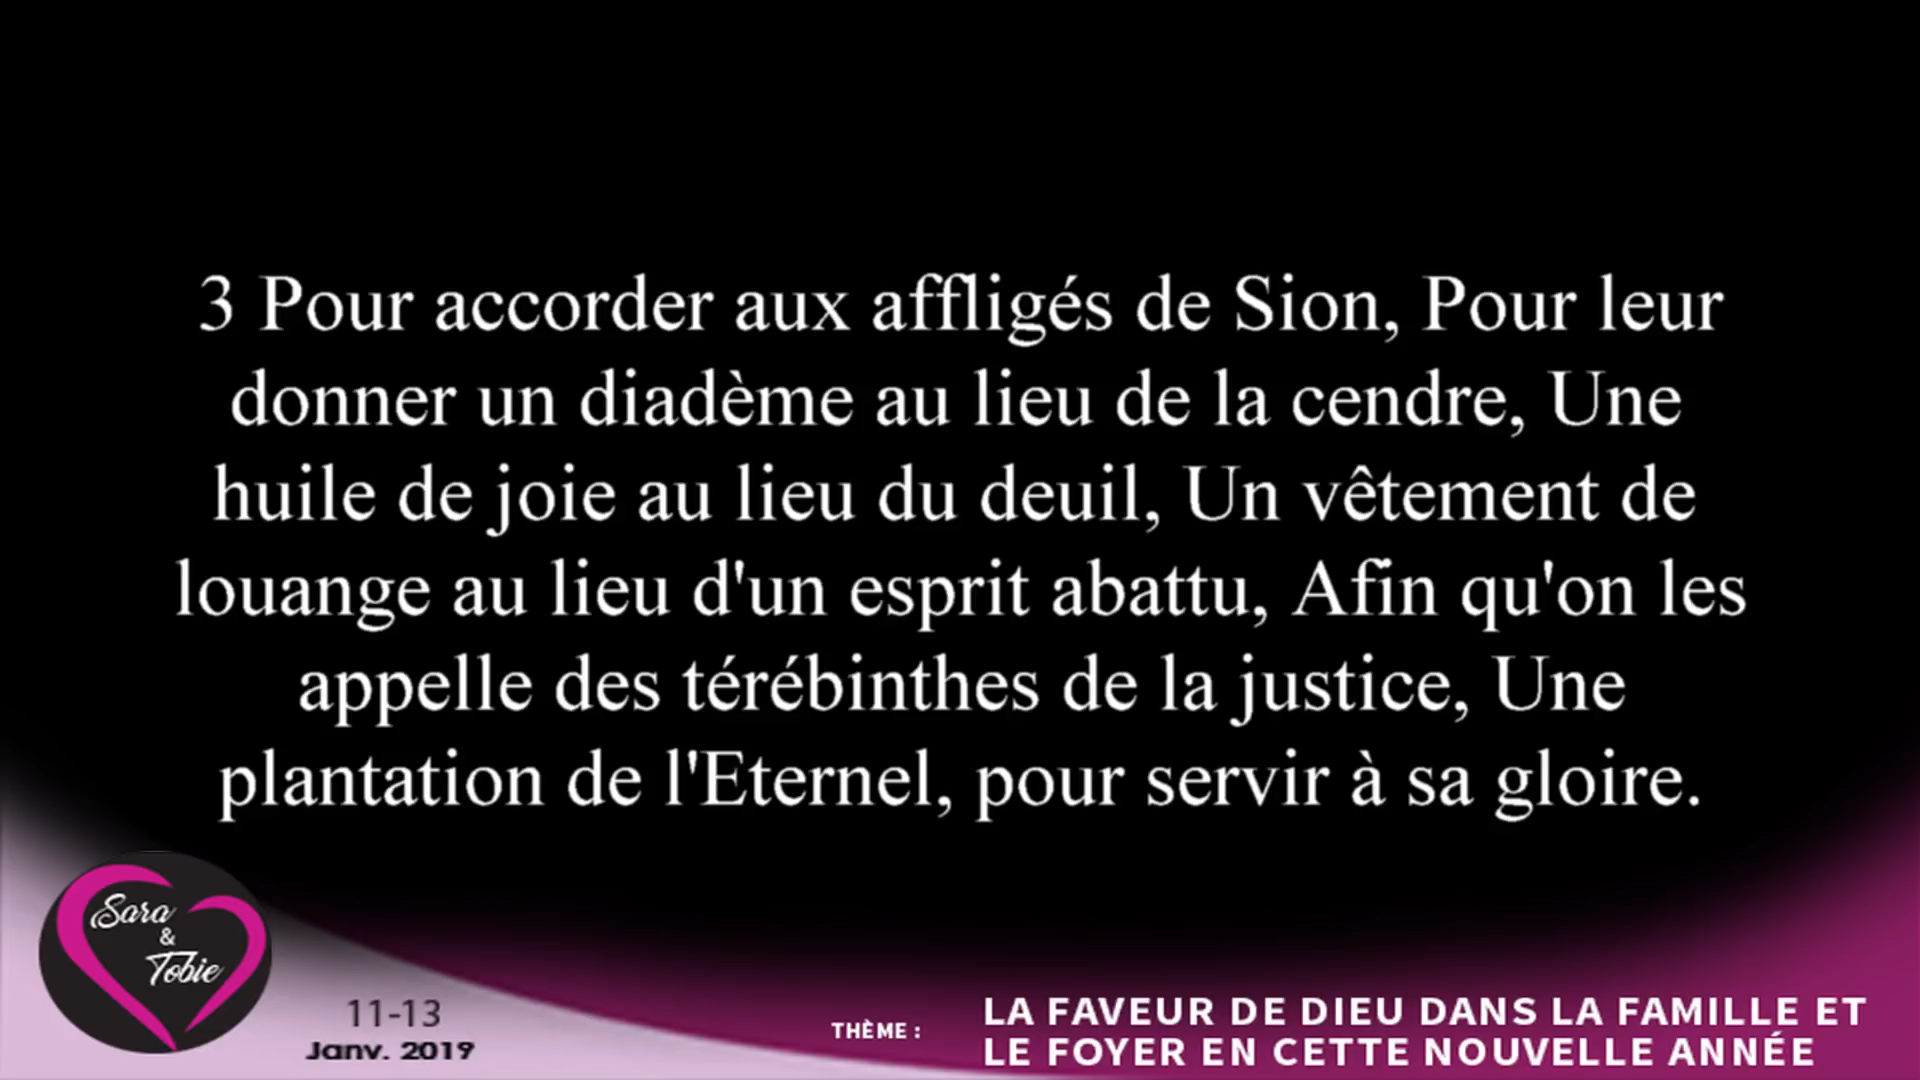 3 Pour accorder aux affligés de Sion, Pour leur
donner un diadème au lieu de la cendre, Une
huile de joie au lieu du deuil, Un vêtement de
louange au lieu d'un esprit abattu, Afin qu'on les
appelle des térébinthes de la justice, Une
plantation de l'Eternel, pour servir à sa gloire.
Sara
&
Tobie
11-13
Janv. 2019
THÈME :
LA FAVEUR DE DIEU DANS LA FAMILLE ET
LE FOYER EN CETTE NOUVELLE ANNÉE